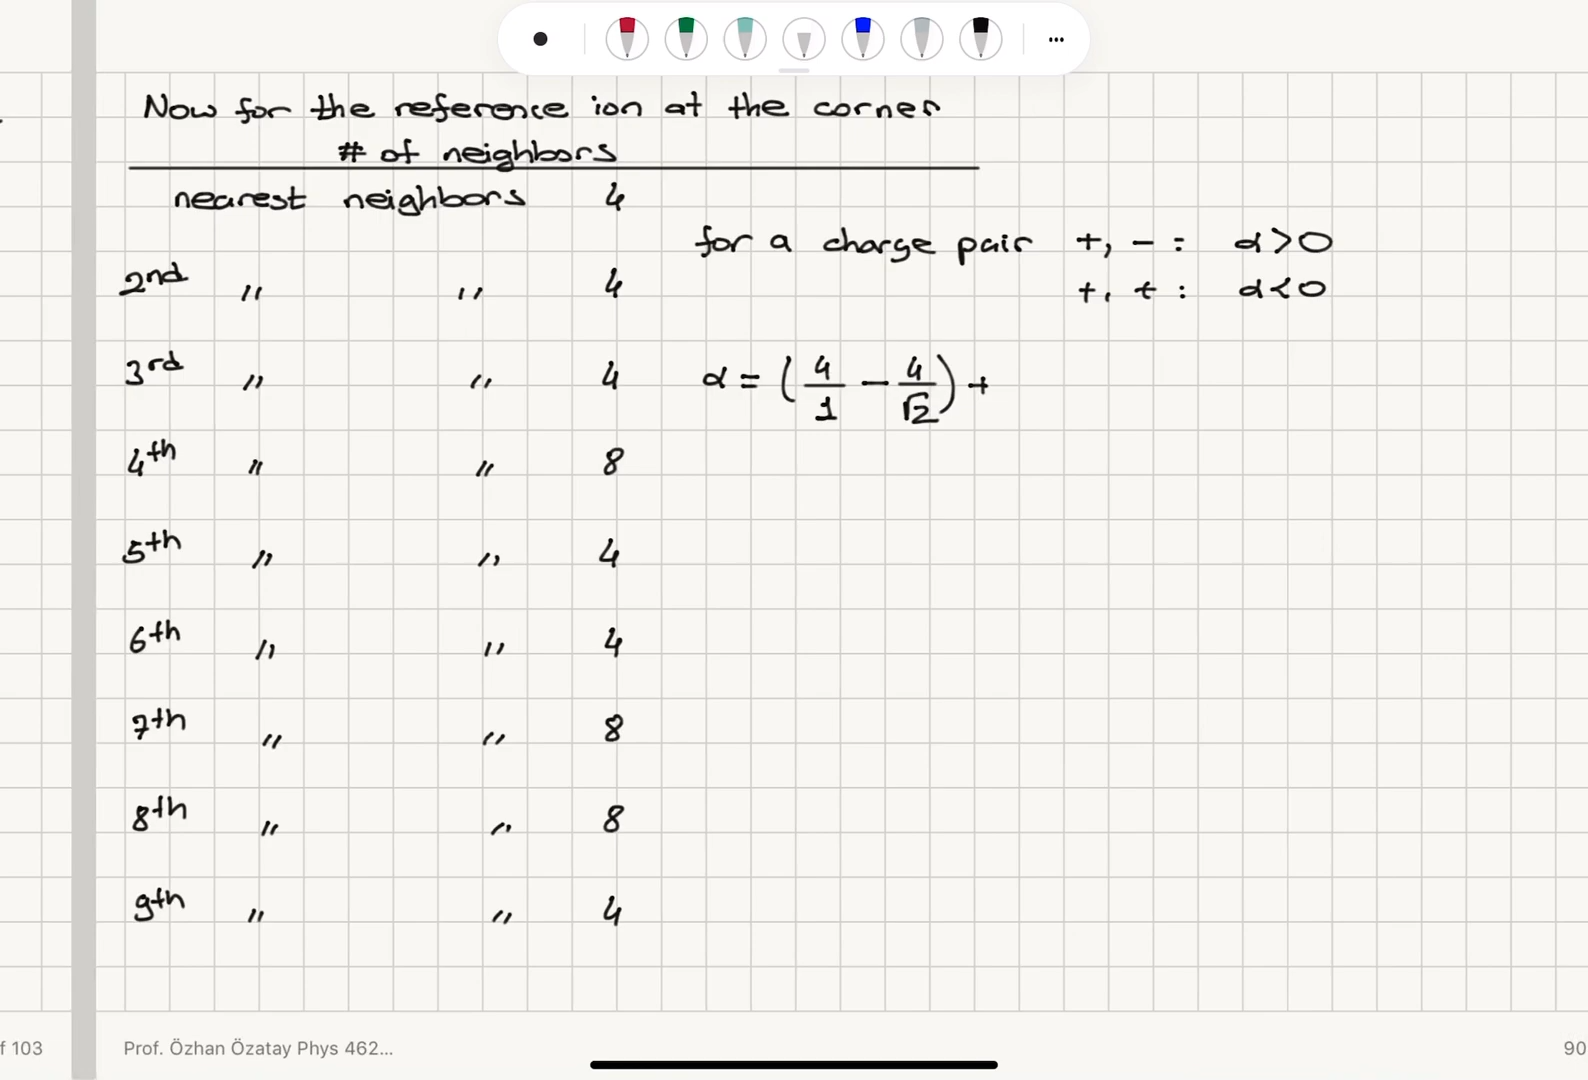 Now for the reference ion at the corner
# of neighbors
nearest neighbors 4
for a charge pair +, - : α>0
2nd " " 4
+, + : α<0
3rd " " 4
α = (4/1 - 4/√2) +
4th " " 8
5th " " 4
6th " " 4
7th " " 8
8th " " 8
9th " " 4
f 103
Prof. Özhan Özatay Phys 462...
90